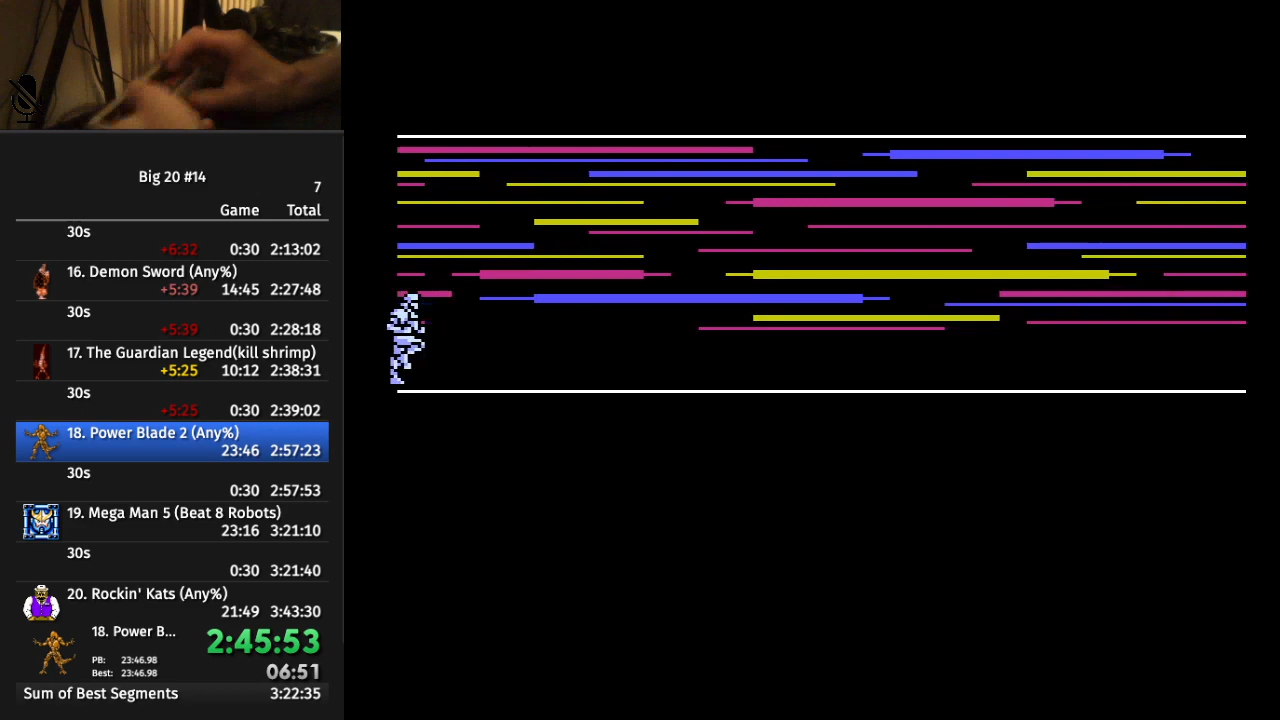 Big 20 #14
7
Game Total
30s
+6:32 0:30 2:13:02
16. Demon Sword (Any%)
+5:39 14:45 2:27:48
30s
+5:39 0:30 2:28:18
17. The Guardian Legend(kill shrimp)
+5:25 10:12 2:38:31
30s
+5:25 0:30 2:39:02
18. Power Blade 2 (Any%)
23:46 2:57:23
30s
0:30 2:57:53
19. Mega Man 5 (Beat 8 Robots)
23:16 3:21:10
30s
0:30 3:21:40
20. Rockin' Kats (Any%)
21:49 3:43:30
18. Power B... 2:45:53
PB: 23:46.98
Best: 23:46.98 06:51
Sum of Best Segments 3:22:35